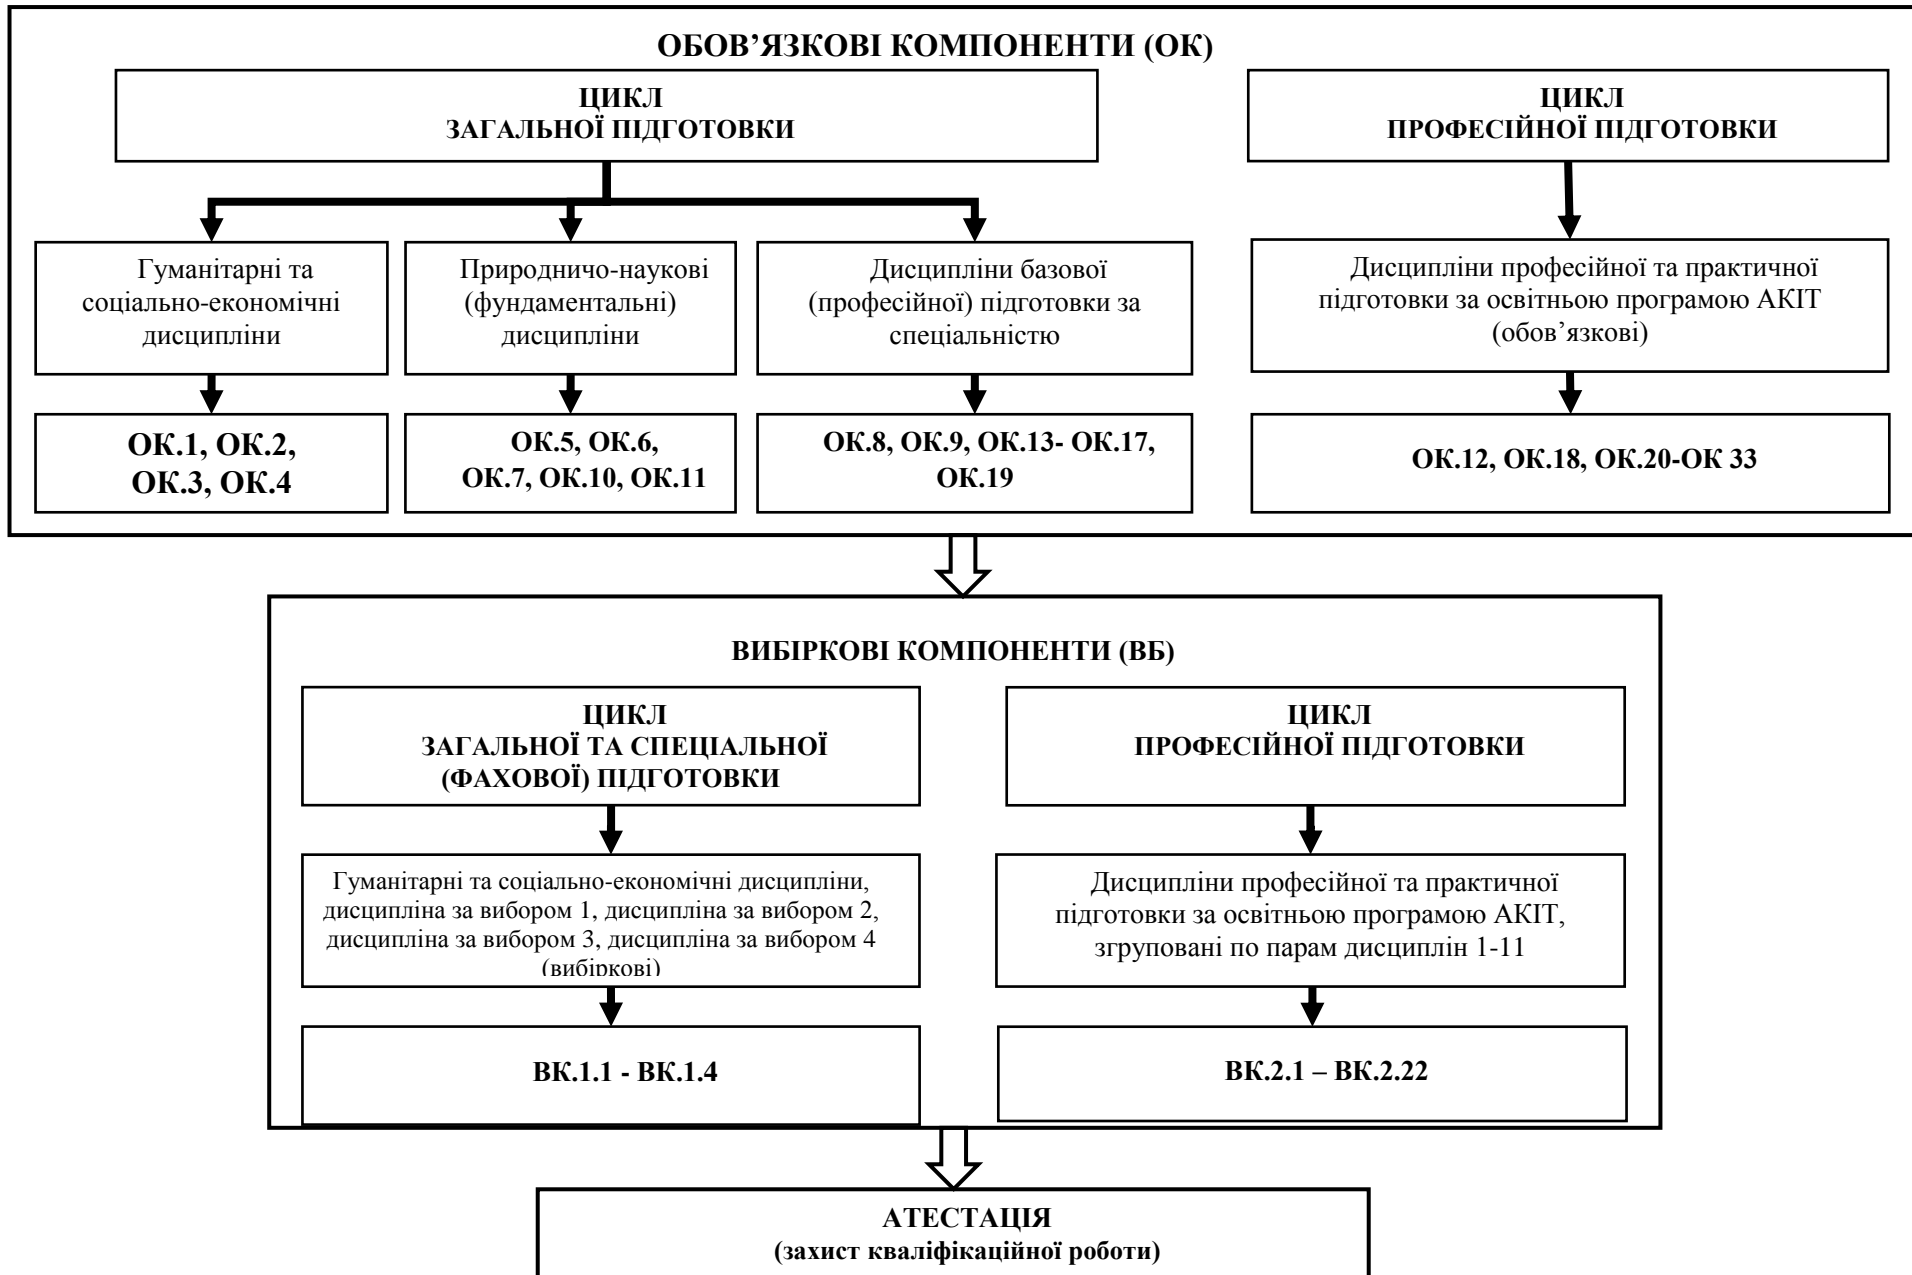 ОБОВ’ЯЗКОВІ КОМПОНЕНТИ (ОК)
ЦИКЛ
ЗАГАЛЬНОЇ ПІДГОТОВКИ
ЦИКЛ
ПРОФЕСІЙНОЇ ПІДГОТОВКИ
Гуманітарні та
соціально-економічні
дисципліни
Природничо-наукові
(фундаментальні)
дисципліни
Дисципліни базової
(професійної) підготовки за
спеціальністю
Дисципліни професійної та практичної
підготовки за освітньою програмою АКІТ
(обов’язкові)
ОК.1, ОК.2,
ОК.3, ОК.4
ОК.5, ОК.6,
ОК.7, ОК.10, ОК.11
ОК.8, ОК.9, ОК.13- ОК.17,
ОК.19
ОК.12, ОК.18, ОК.20-ОК 33
ВИБІРКОВІ КОМПОНЕНТИ (ВБ)
ЦИКЛ
ЗАГАЛЬНОЇ ТА СПЕЦІАЛЬНОЇ
(ФАХОВОЇ) ПІДГОТОВКИ
ЦИКЛ
ПРОФЕСІЙНОЇ ПІДГОТОВКИ
Гуманітарні та соціально-економічні дисципліни,
дисципліна за вибором 1, дисципліна за вибором 2,
дисципліна за вибором 3, дисципліна за вибором 4
(вибіркові)
Дисципліни професійної та практичної
підготовки за освітньою програмою АКІТ,
згруповані по парам дисциплін 1-11
ВК.1.1 - ВК.1.4
ВК.2.1 – ВК.2.22
АТЕСТАЦІЯ
(захист кваліфікаційної роботи)